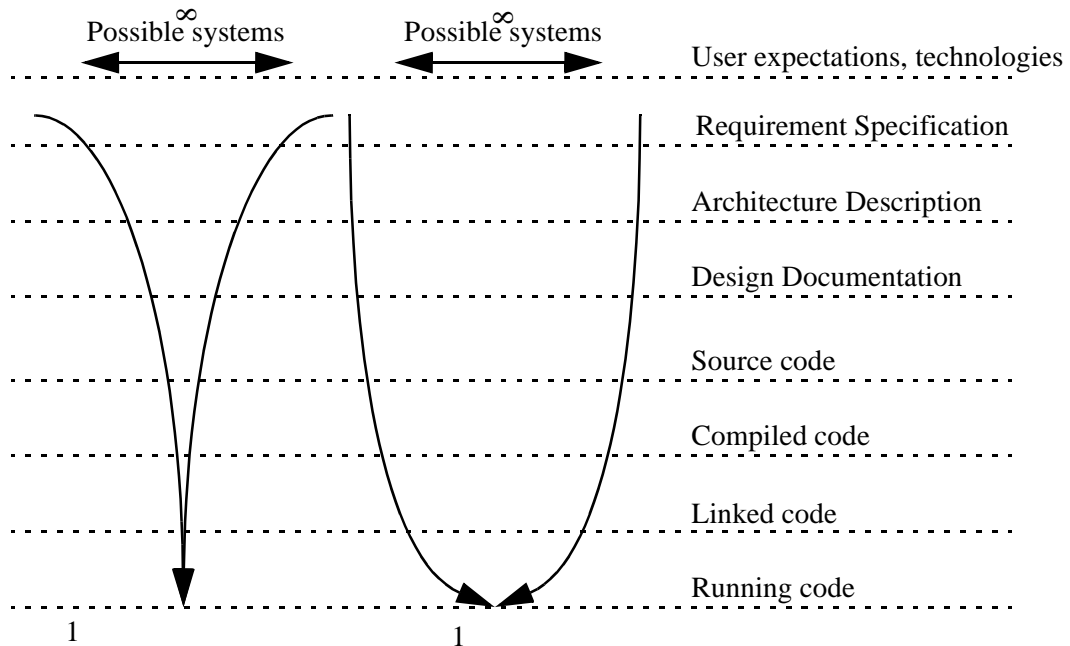 ∞
Possible systems
∞
Possible systems
User expectations, technologies
Requirement Specification
Architecture Description
Design Documentation
Source code
Compiled code
Linked code
Running code
1
1